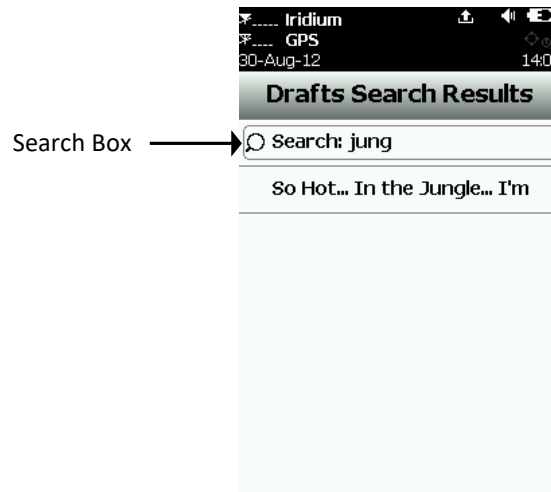 Iridium
GPS
30-Aug-12 14:0
Drafts Search Results
Search Box
Search: jung
So Hot... In the Jungle... I'm